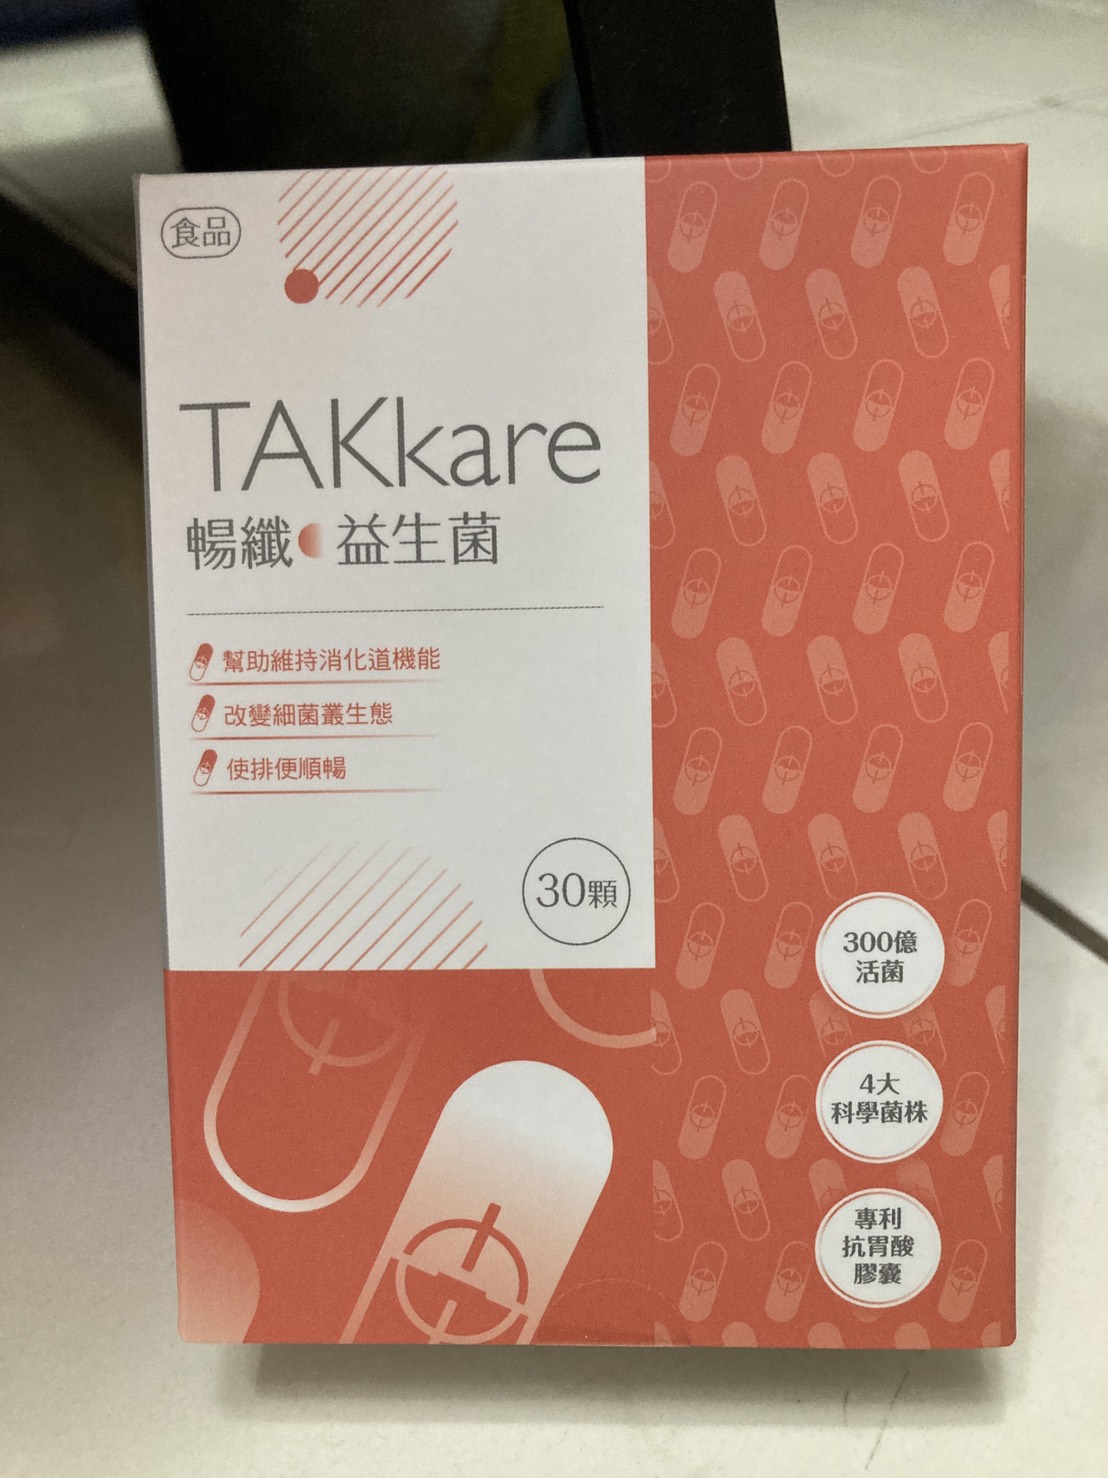 食品
TAKkare
暢纖 益生菌
幫助維持消化道機能
改變細菌叢生態
使排便順暢
30顆
300億
活菌
4大
科學菌株
專利
抗胃酸
膠囊